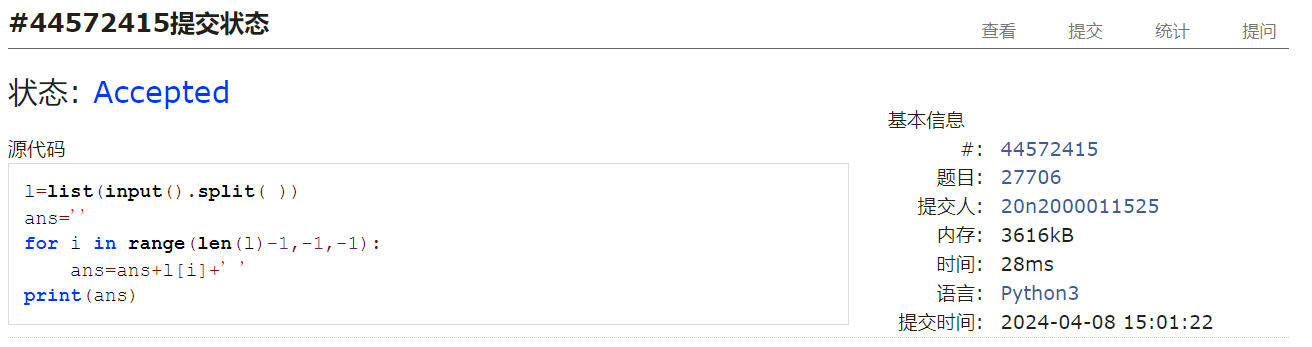 #44572415提交状态
查看 提交 统计 提问
状态: Accepted
源代码
l=list(input().split( ))
ans=''
for i in range(len(l)-1,-1,-1):
    ans=ans+l[i]+' '
print(ans)
基本信息
#: 44572415
题目: 27706
提交人: 20n2000011525
内存: 3616kB
时间: 28ms
语言: Python3
提交时间: 2024-04-08 15:01:22